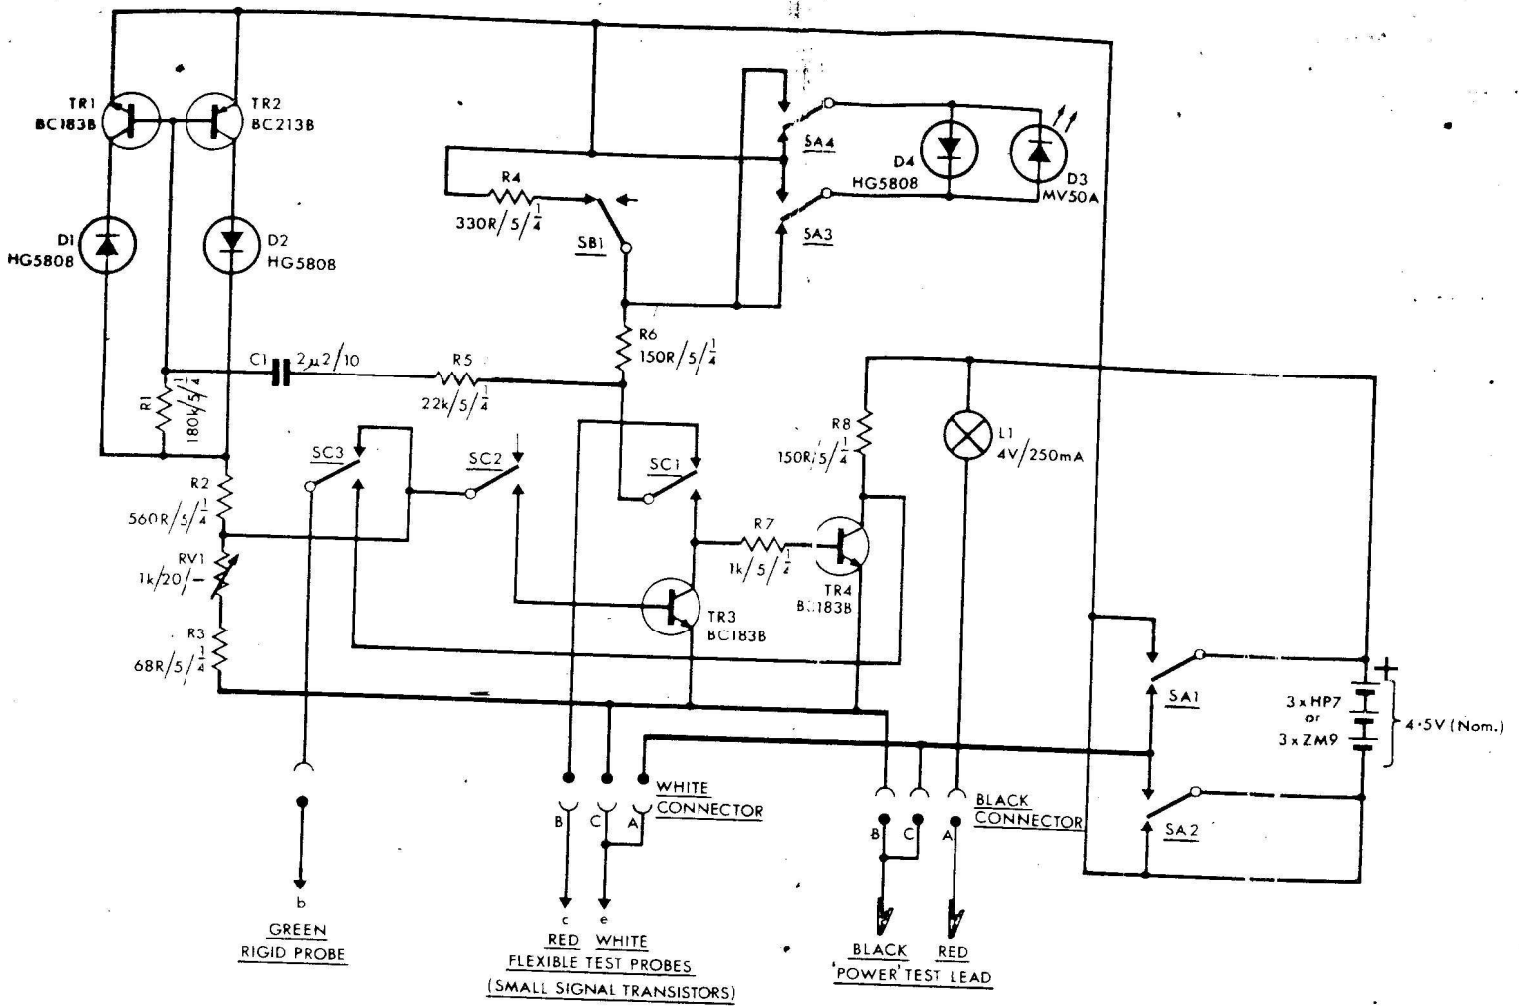 TR1
BC183B
TR2
BC213B
D1
HG5808
D2
HG5808
R4
330R/5/1/4
SB1
SA4
SA3
D4
HG5808
D3
MV50A
R6
150R/5/1/4
C1
2µ2/10
R5
22k/5/1/4
R1
180k/5/1/4
R8
150R/5/1/4
L1
4V/250mA
SC3
SC2
SC1
R2
560R/5/1/4
RV1
1k/20/–
R3
68R/5/1/4
R7
1k/5/1/4
TR4
BC183B
TR3
BC183B
SA1
+
3 x HP7
or
3 x ZM9
4·5V (Nom.)
SA2
WHITE
CONNECTOR
B
C
A
BLACK
CONNECTOR
B
C
A
b
GREEN
RIGID PROBE
c
e
RED WHITE
FLEXIBLE TEST PROBES
(SMALL SIGNAL TRANSISTORS)
BLACK RED
'POWER' TEST LEAD